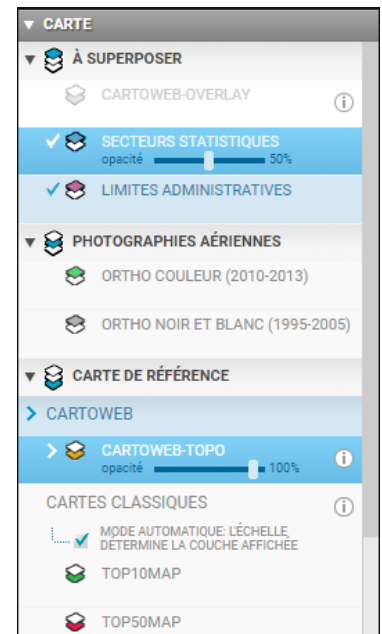 CARTE
À SUPERPOSER
CARTOWEB-OVERLAY
SECTEURS STATISTIQUES
opacité 50%
LIMITES ADMINISTRATIVES
PHOTOGRAPHIES AÉRIENNES
ORTHO COULEUR (2010-2013)
ORTHO NOIR ET BLANC (1995-2005)
CARTE DE RÉFÉRENCE
CARTOWEB
CARTOWEB-TOPO
opacité 100%
CARTES CLASSIQUES
MODE AUTOMATIQUE: L'ÉCHELLE
DÉTERMINE LA COUCHE AFFICHÉE
TOP10MAP
TOP50MAP